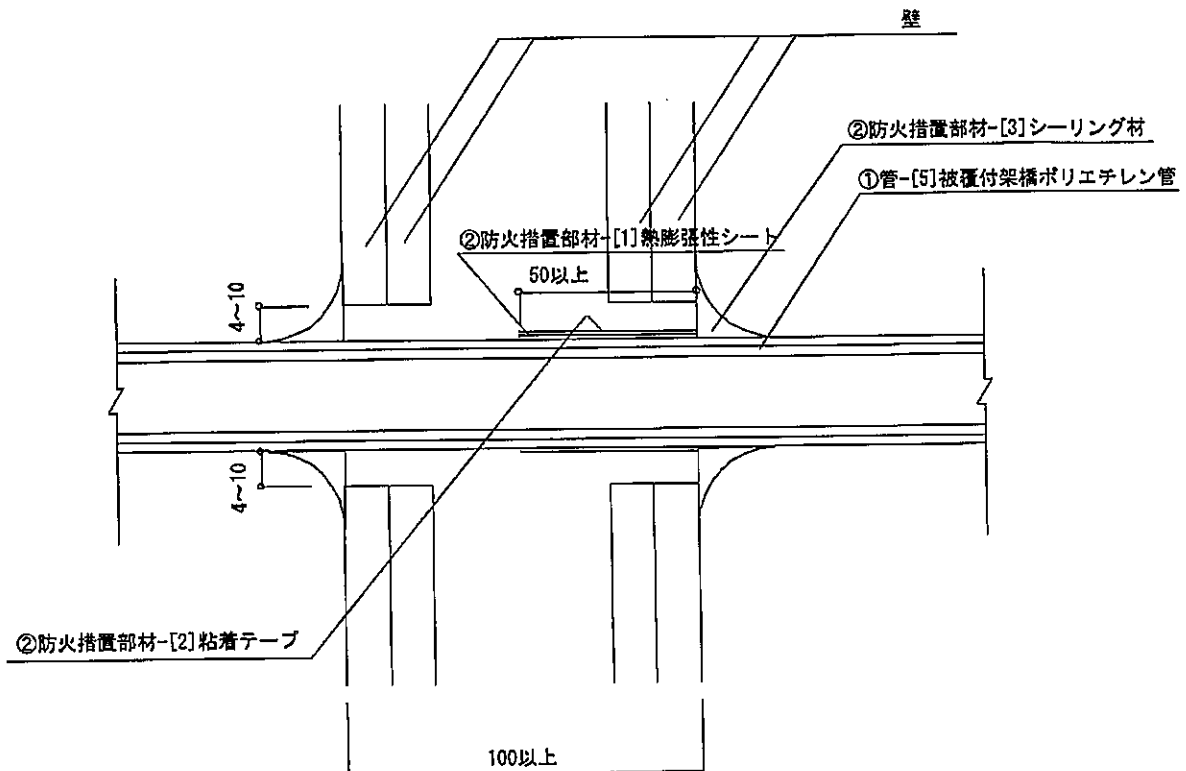 壁
②防火措置部材-[3]シーリング材
①管-[5]被覆付架橋ポリエチレン管
②防火措置部材-[1]熱膨張性シート
50以上
4~10
4~10
②防火措置部材-[2]粘着テープ
100以上